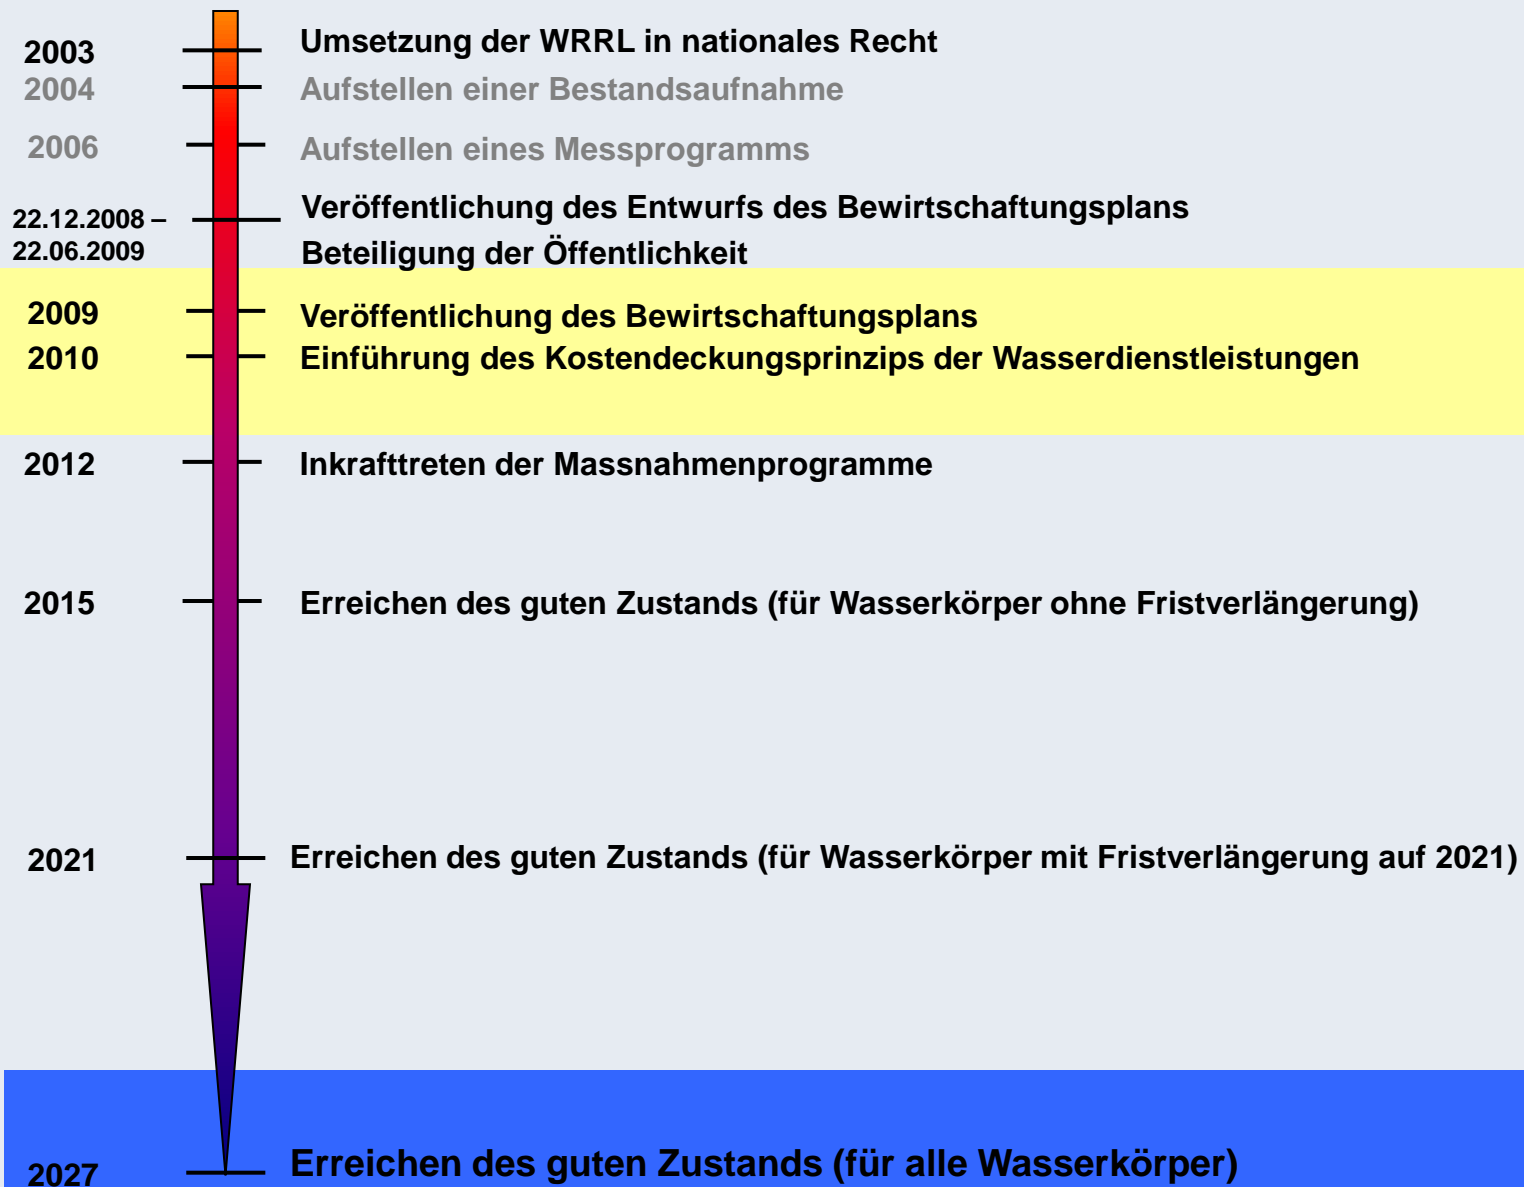 2003 Umsetzung der WRRL in nationales Recht
2004 Aufstellen einer Bestandsaufnahme
2006 Aufstellen eines Messprogramms
22.12.2008 – Veröffentlichung des Entwurfs des Bewirtschaftungsplans
22.06.2009 Beteiligung der Öffentlichkeit
2009 Veröffentlichung des Bewirtschaftungsplans
2010 Einführung des Kostendeckungsprinzips der Wasserdienstleistungen
2012 Inkrafttreten der Massnahmenprogramme
2015 Erreichen des guten Zustands (für Wasserkörper ohne Fristverlängerung)
2021 Erreichen des guten Zustands (für Wasserkörper mit Fristverlängerung auf 2021)
2027 Erreichen des guten Zustands (für alle Wasserkörper)